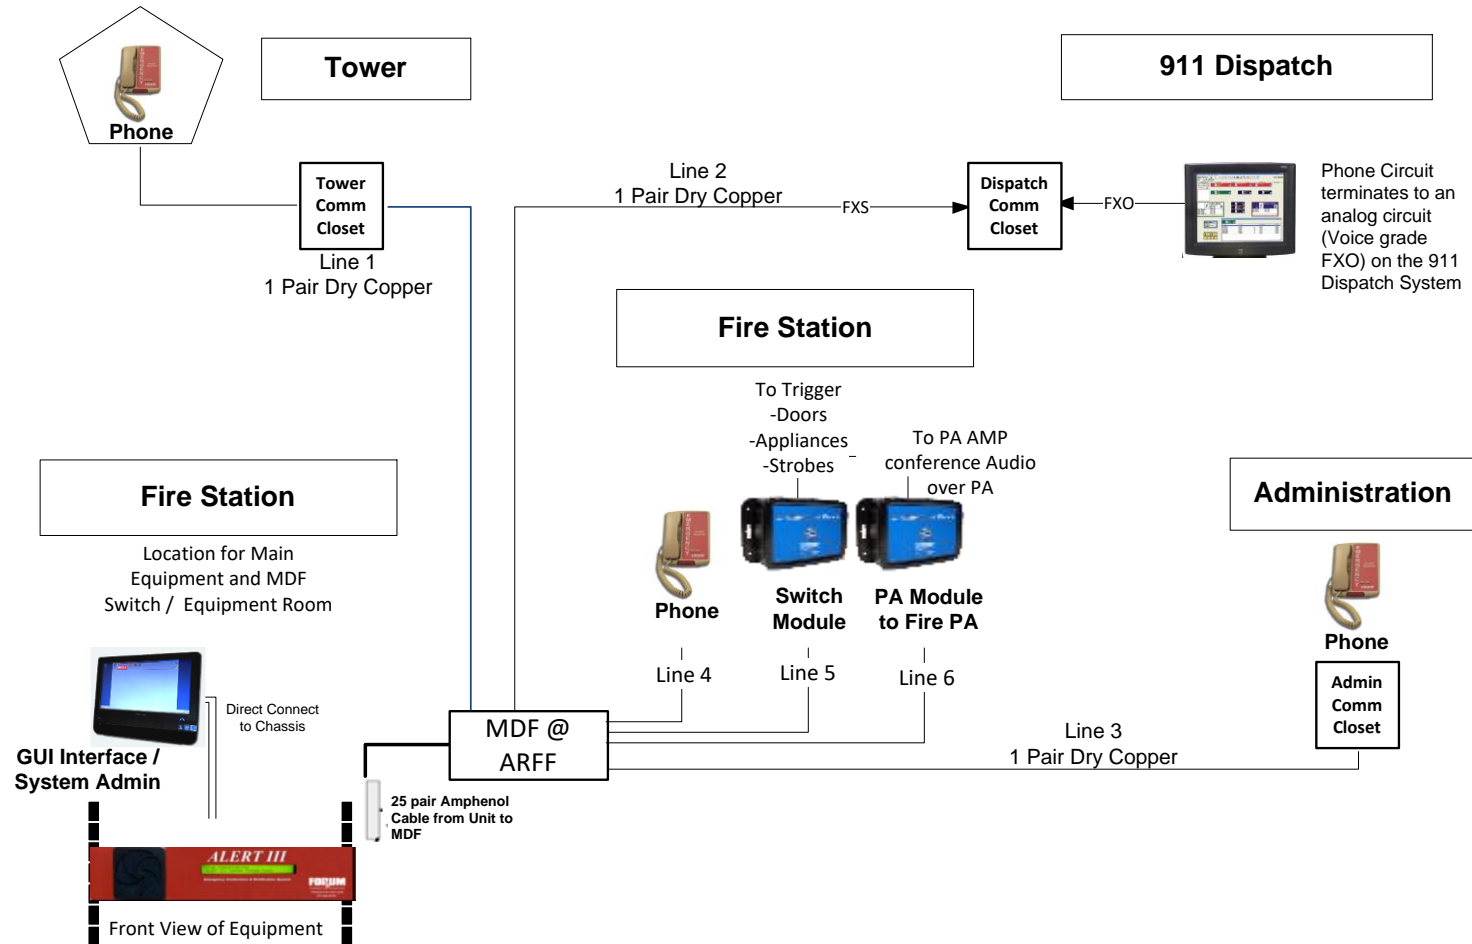 Tower
911 Dispatch
Phone
Tower
Comm
Closet
Line 1
1 Pair Dry Copper
Line 2
1 Pair Dry Copper
FXS
Dispatch
Comm
Closet
FXO
Phone Circuit
terminates to an
analog circuit
(Voice grade
FXO) on the 911
Dispatch System
Fire Station
To Trigger
-Doors
-Appliances
-Strobes
To PA AMP
conference Audio
over PA
Phone
Switch
Module
PA Module
to Fire PA
Line 4
Line 5
Line 6
Administration
Phone
Admin
Comm
Closet
Line 3
1 Pair Dry Copper
Fire Station
Location for Main
Equipment and MDF
Switch / Equipment Room
Direct Connect
to Chassis
GUI Interface /
System Admin
MDF @
ARFF
25 pair Amphenol
Cable from Unit to
MDF
ALERT III
Emergency Conference & Notification System
FORUM
Front View of Equipment